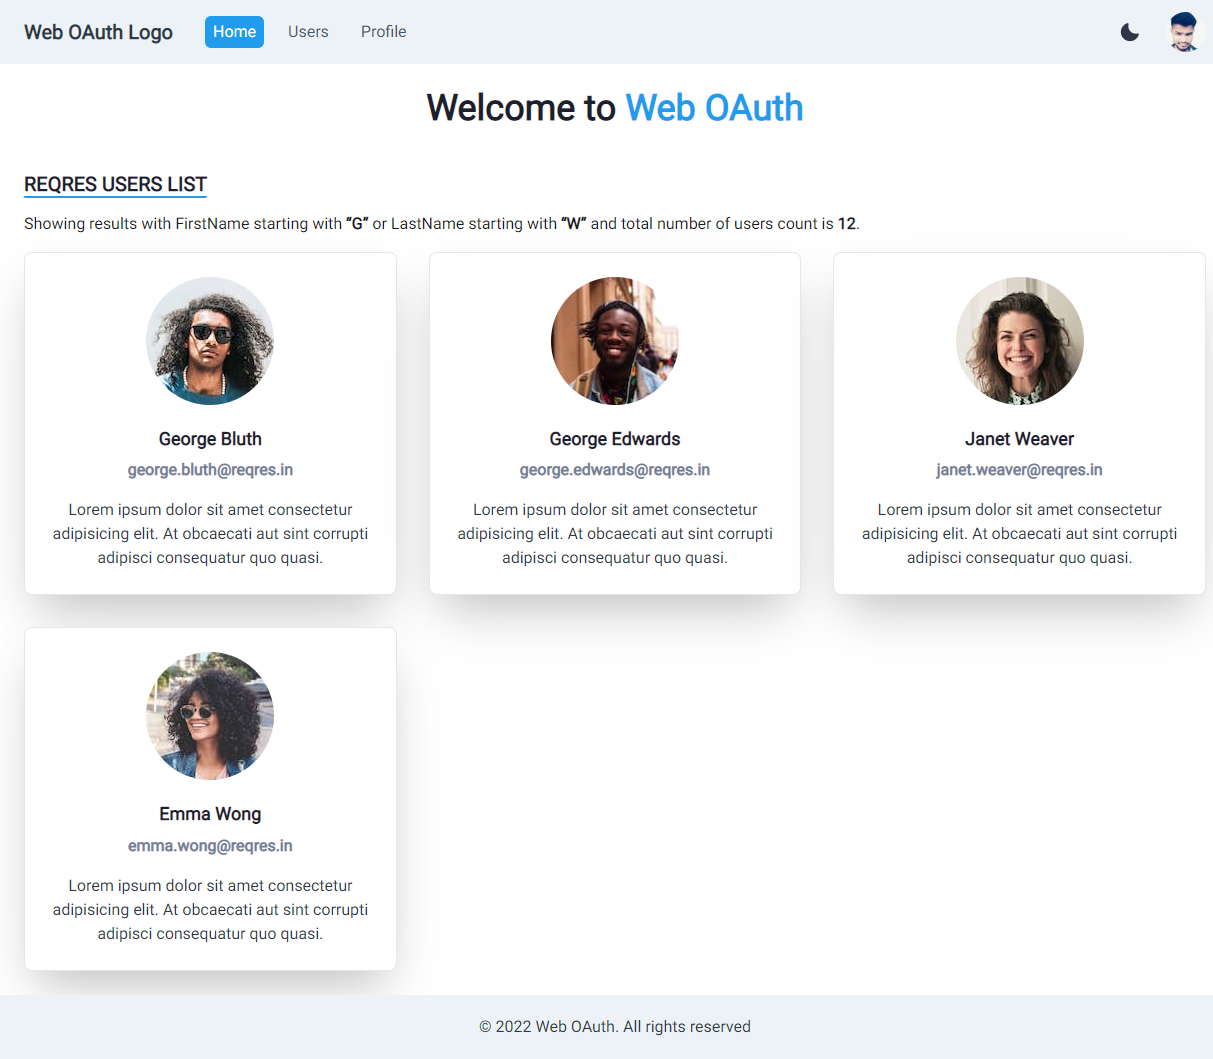 Web OAuth Logo Home Users Profile
Welcome to Web OAuth
REQRES USERS LIST
Showing results with FirstName starting with “G” or LastName starting with “W” and total number of users count is 12.
George Bluth
george.bluth@reqres.in
Lorem ipsum dolor sit amet consectetur
adipisicing elit. At obcaecati aut sint corrupti
adipisci consequatur quo quasi.
George Edwards
george.edwards@reqres.in
Lorem ipsum dolor sit amet consectetur
adipisicing elit. At obcaecati aut sint corrupti
adipisci consequatur quo quasi.
Janet Weaver
janet.weaver@reqres.in
Lorem ipsum dolor sit amet consectetur
adipisicing elit. At obcaecati aut sint corrupti
adipisci consequatur quo quasi.
Emma Wong
emma.wong@reqres.in
Lorem ipsum dolor sit amet consectetur
adipisicing elit. At obcaecati aut sint corrupti
adipisci consequatur quo quasi.
© 2022 Web OAuth. All rights reserved